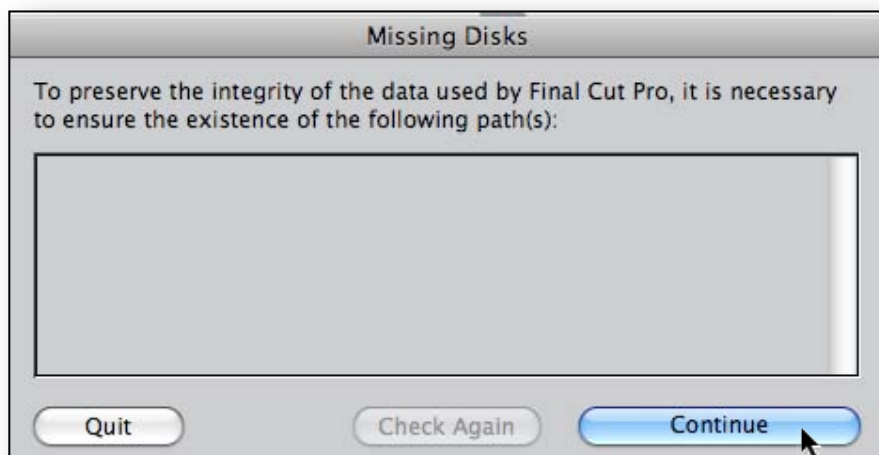 Missing Disks
To preserve the integrity of the data used by Final Cut Pro, it is necessary
to ensure the existence of the following path(s):
Quit
Check Again
Continue